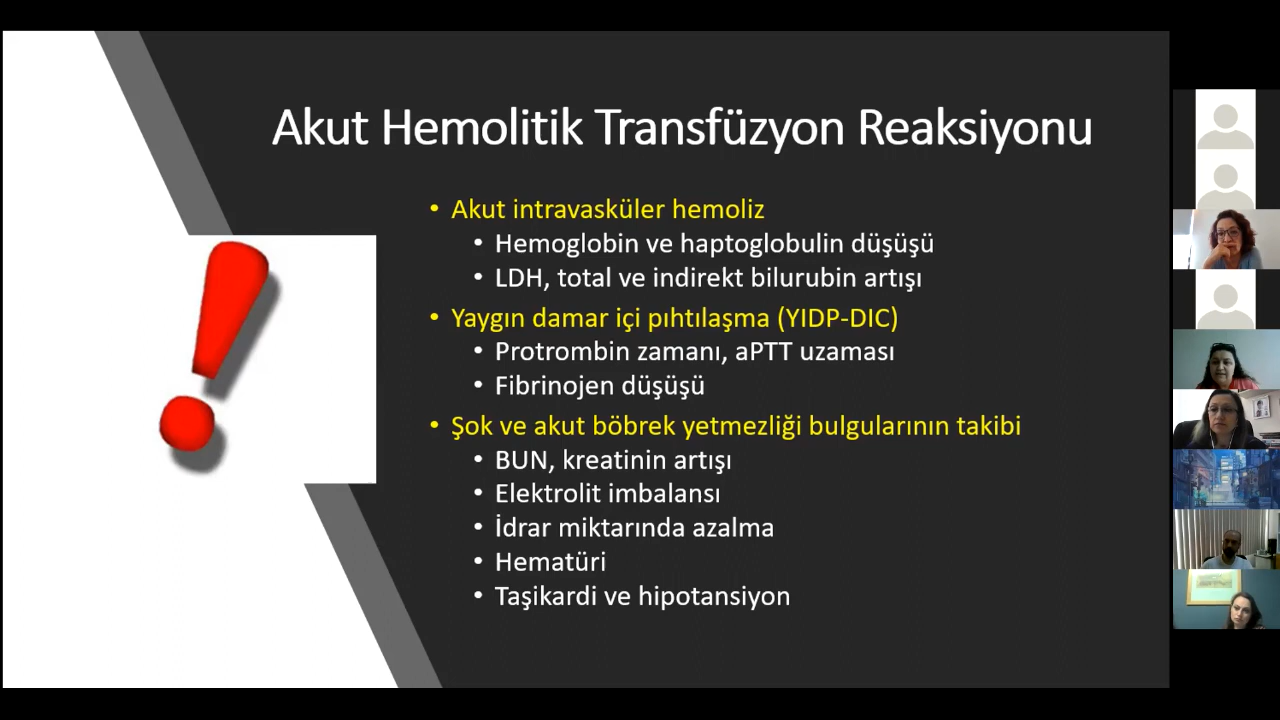 Akut Hemolitik Transfüzyon Reaksiyonu
• Akut intravasküler hemoliz
• Hemoglobin ve haptoglobulin düşüşü
• LDH, total ve indirekt bilurubin artışı
• Yaygın damar içi pıhtılaşma (YIDP-DIC)
• Protrombin zamanı, aPTT uzaması
• Fibrinojen düşüşü
• Şok ve akut böbrek yetmezliği bulgularının takibi
• BUN, kreatinin artışı
• Elektrolit imbalansı
• İdrar miktarında azalma
• Hematüri
• Taşikardi ve hipotansiyon